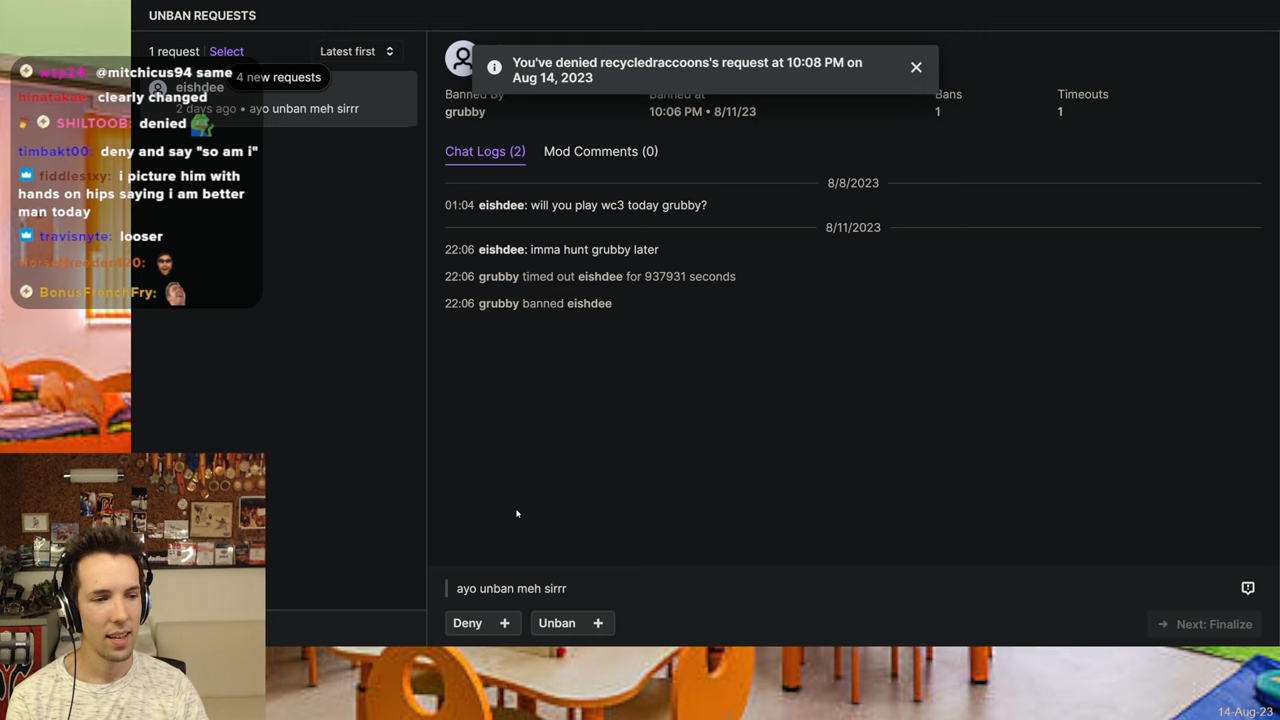 UNBAN REQUESTS
1 request Select Latest first
eishdee
4 new requests
2 days ago • ayo unban meh sirrr
wsp24: @mitchicus94 same
hinatakae: clearly changed
SHILTOOB: denied
timbakt00: deny and say "so am i"
fiddlestxy: i picture him with
hands on hips saying i am better
man today
travisnyte: looser
HorseBreeder420:
BonusFrenchFry:
You've denied recycledraccoons's request at 10:08 PM on
Aug 14, 2023
Banned By Banned at Bans Timeouts
grubby 10:06 PM • 8/11/23 1 1
Chat Logs (2) Mod Comments (0)
8/8/2023
01:04 eishdee: will you play wc3 today grubby?
8/11/2023
22:06 eishdee: imma hunt grubby later
22:06 grubby timed out eishdee for 937931 seconds
22:06 grubby banned eishdee
ayo unban meh sirrr
Deny + Unban + Next: Finalize
14-Aug-23